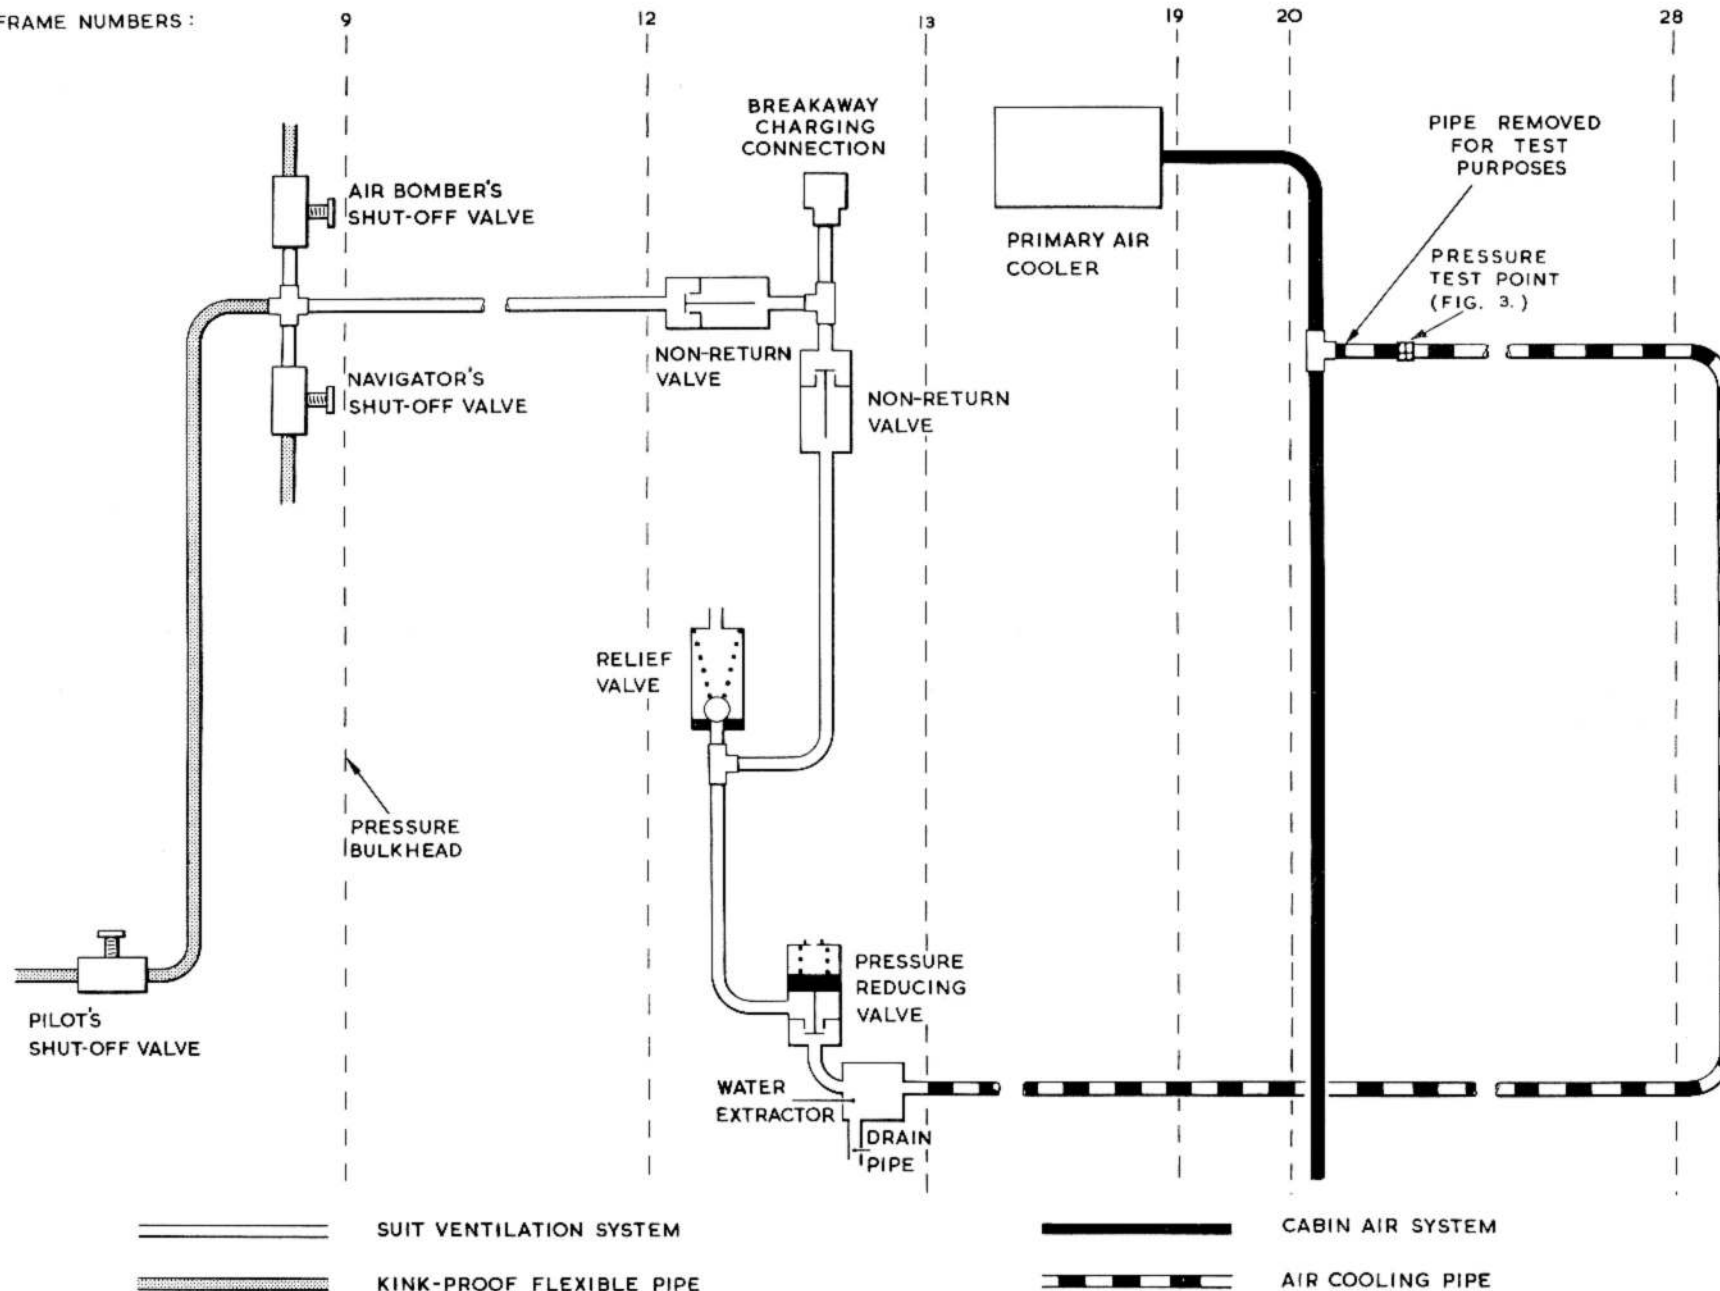 FRAME NUMBERS:
9
12
13
19
20
28
BREAKAWAY
CHARGING
CONNECTION
PIPE REMOVED
FOR TEST
PURPOSES
AIR BOMBER'S
SHUT-OFF VALVE
PRIMARY AIR
COOLER
PRESSURE
TEST POINT
(FIG. 3.)
NON-RETURN
VALVE
NAVIGATOR'S
SHUT-OFF VALVE
NON-RETURN
VALVE
RELIEF
VALVE
PRESSURE
BULKHEAD
PRESSURE
REDUCING
VALVE
PILOT'S
SHUT-OFF VALVE
WATER
EXTRACTOR
DRAIN
PIPE
SUIT VENTILATION SYSTEM
CABIN AIR SYSTEM
KINK-PROOF FLEXIBLE PIPE
AIR COOLING PIPE